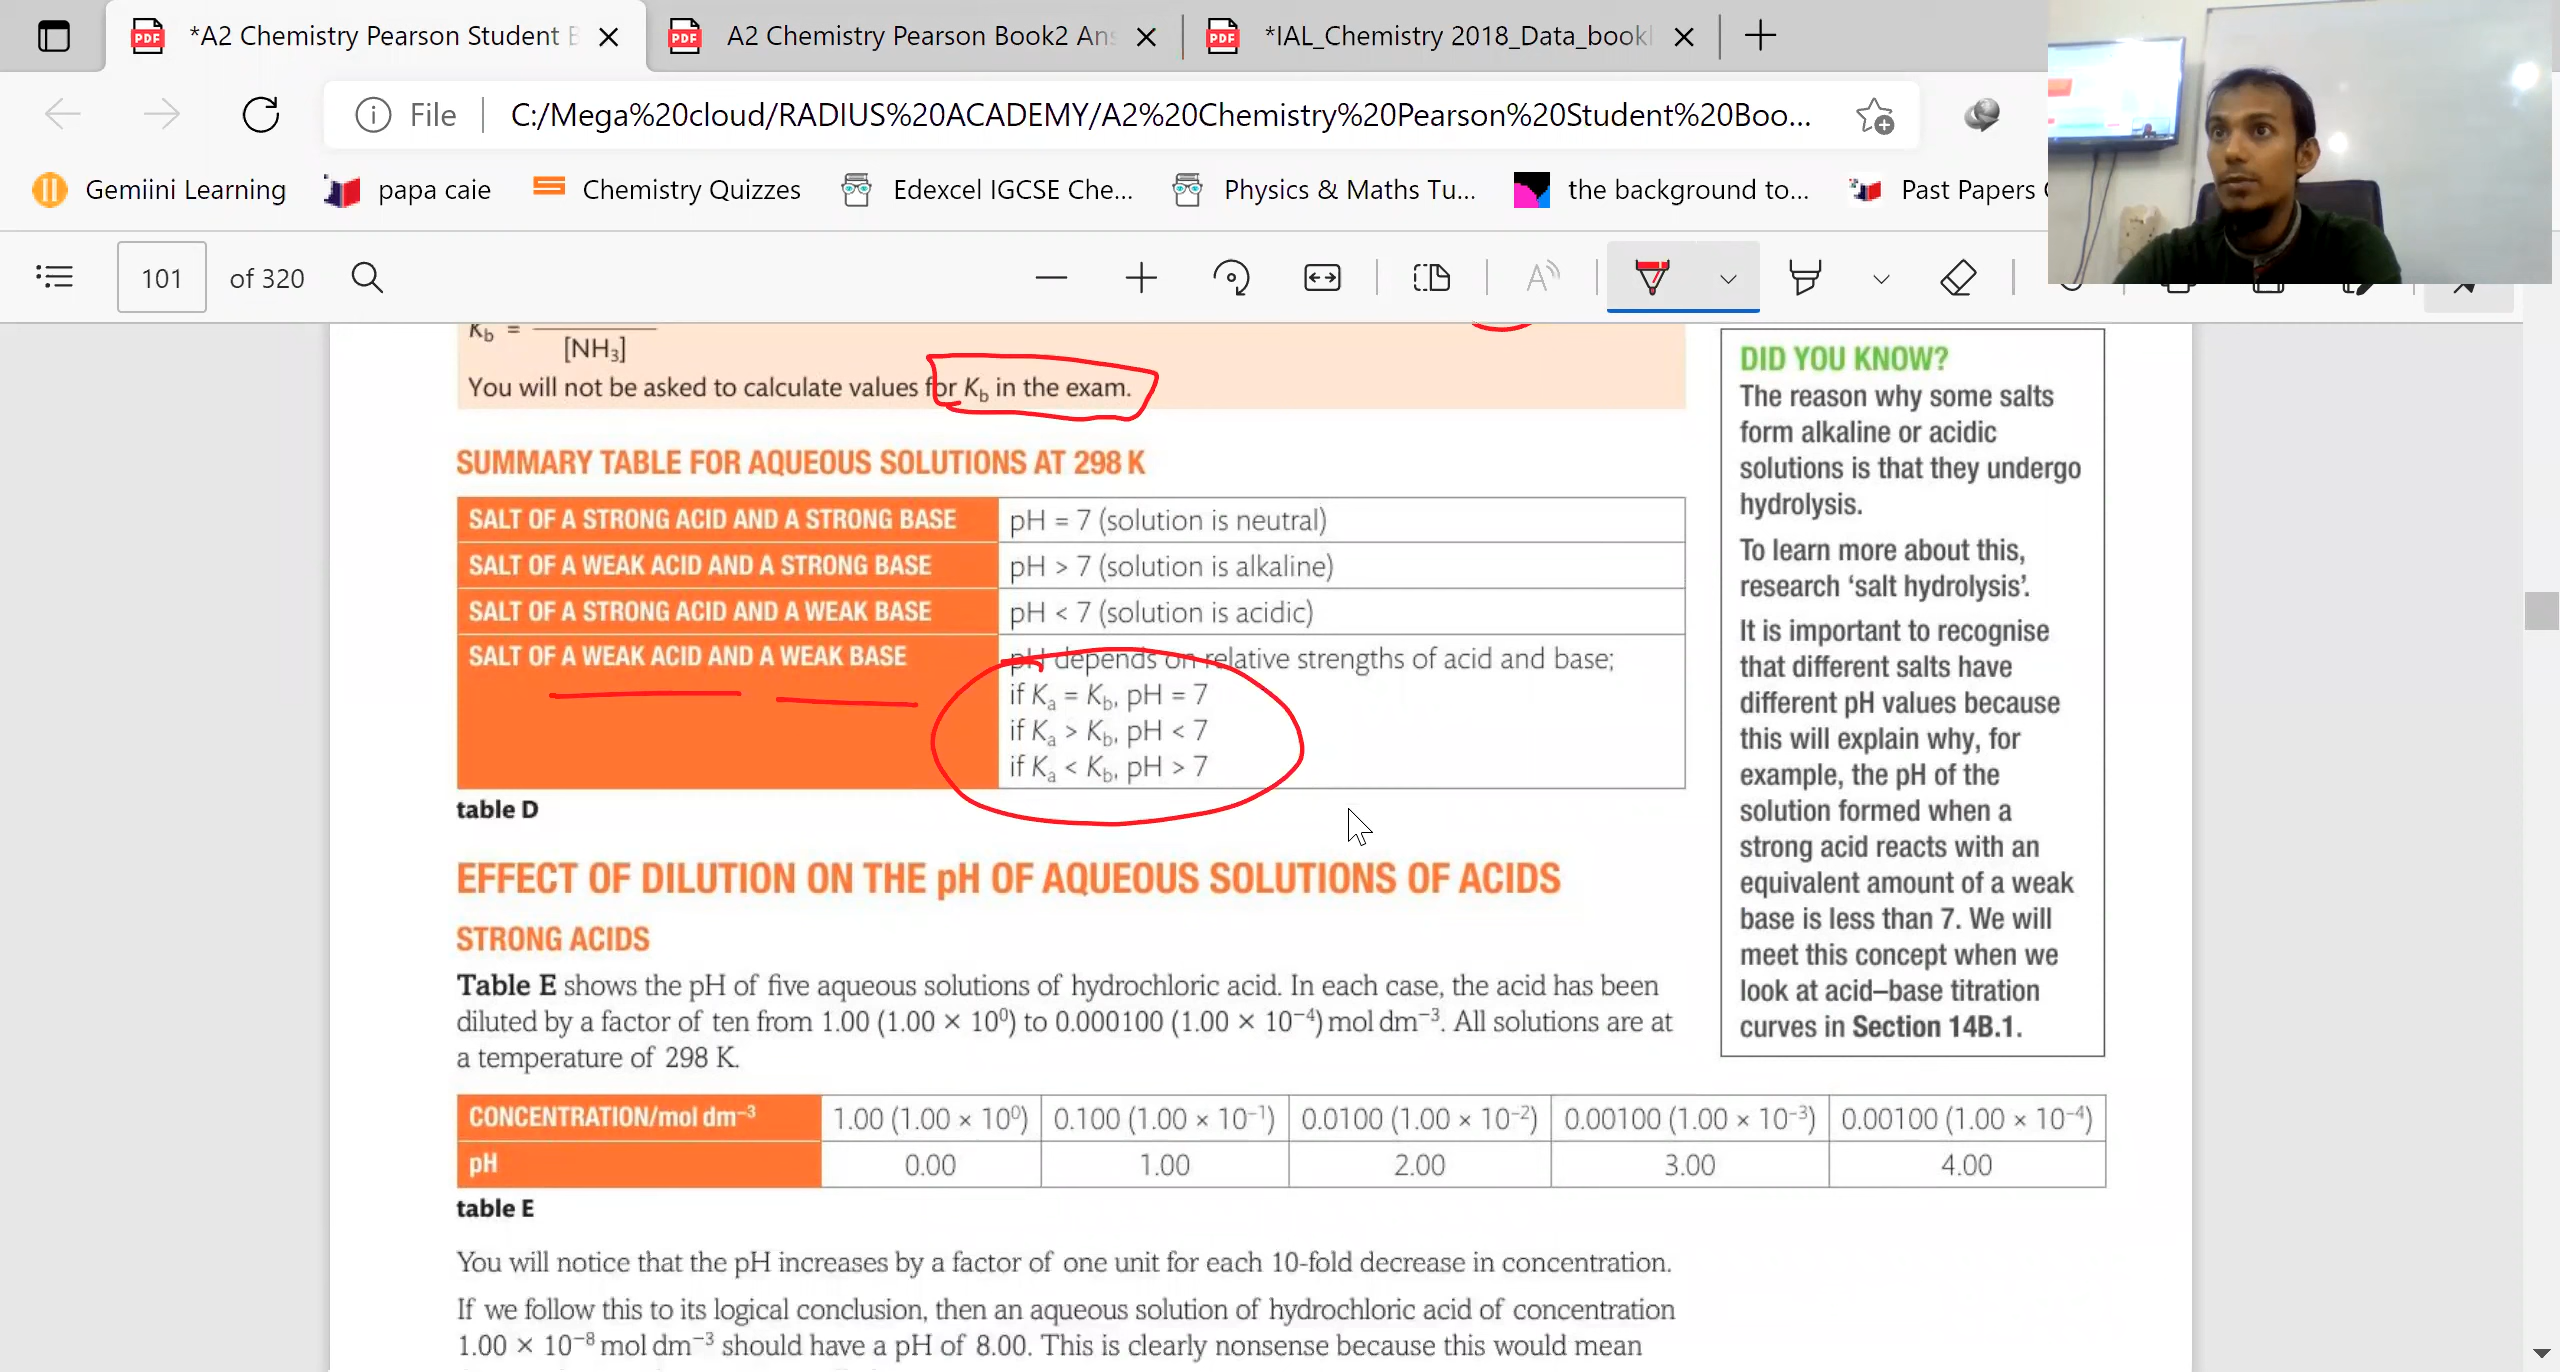 *A2 Chemistry Pearson Student B
A2 Chemistry Pearson Book2 Ans
*IAL_Chemistry 2018_Data_bookl
File
C:/Mega%20cloud/RADIUS%20ACADEMY/A2%20Chemistry%20Pearson%20Student%20Boo...
Gemiini Learning
papa caie
Chemistry Quizzes
Edexcel IGCSE Che...
Physics & Maths Tu...
the background to...
Past Papers
101 of 320
K_b =
[NH₃]
You will not be asked to calculate values for K_b in the exam.
SUMMARY TABLE FOR AQUEOUS SOLUTIONS AT 298 K
SALT OF A STRONG ACID AND A STRONG BASE pH = 7 (solution is neutral)
SALT OF A WEAK ACID AND A STRONG BASE pH > 7 (solution is alkaline)
SALT OF A STRONG ACID AND A WEAK BASE pH < 7 (solution is acidic)
SALT OF A WEAK ACID AND A WEAK BASE pH depends on relative strengths of acid and base;
if K_a = K_b, pH = 7
if K_a > K_b, pH < 7
if K_a < K_b, pH > 7
table D
EFFECT OF DILUTION ON THE pH OF AQUEOUS SOLUTIONS OF ACIDS
STRONG ACIDS
Table E shows the pH of five aqueous solutions of hydrochloric acid. In each case, the acid has been
diluted by a factor of ten from 1.00 (1.00 × 10⁰) to 0.000100 (1.00 × 10⁻⁴) mol dm⁻³. All solutions are at
a temperature of 298 K.
CONCENTRATION/mol dm⁻³ 1.00 (1.00 × 10⁰) 0.100 (1.00 × 10⁻¹) 0.0100 (1.00 × 10⁻²) 0.00100 (1.00 × 10⁻³) 0.00100 (1.00 × 10⁻⁴)
pH 0.00 1.00 2.00 3.00 4.00
table E
You will notice that the pH increases by a factor of one unit for each 10-fold decrease in concentration.
If we follow this to its logical conclusion, then an aqueous solution of hydrochloric acid of concentration
1.00 × 10⁻⁸ mol dm⁻³ should have a pH of 8.00. This is clearly nonsense because this would mean
DID YOU KNOW?
The reason why some salts
form alkaline or acidic
solutions is that they undergo
hydrolysis.
To learn more about this,
research ‘salt hydrolysis’.
It is important to recognise
that different salts have
different pH values because
this will explain why, for
example, the pH of the
solution formed when a
strong acid reacts with an
equivalent amount of a weak
base is less than 7. We will
meet this concept when we
look at acid–base titration
curves in Section 14B.1.